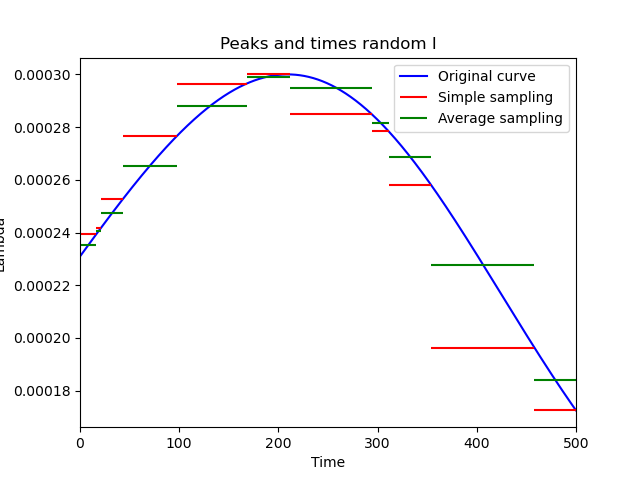 Peaks and times random I
Original curve
Simple sampling
Average sampling
0.00030
0.00028
0.00026
0.00024
0.00022
0.00020
0.00018
Lambda
0
100
200
300
400
500
Time